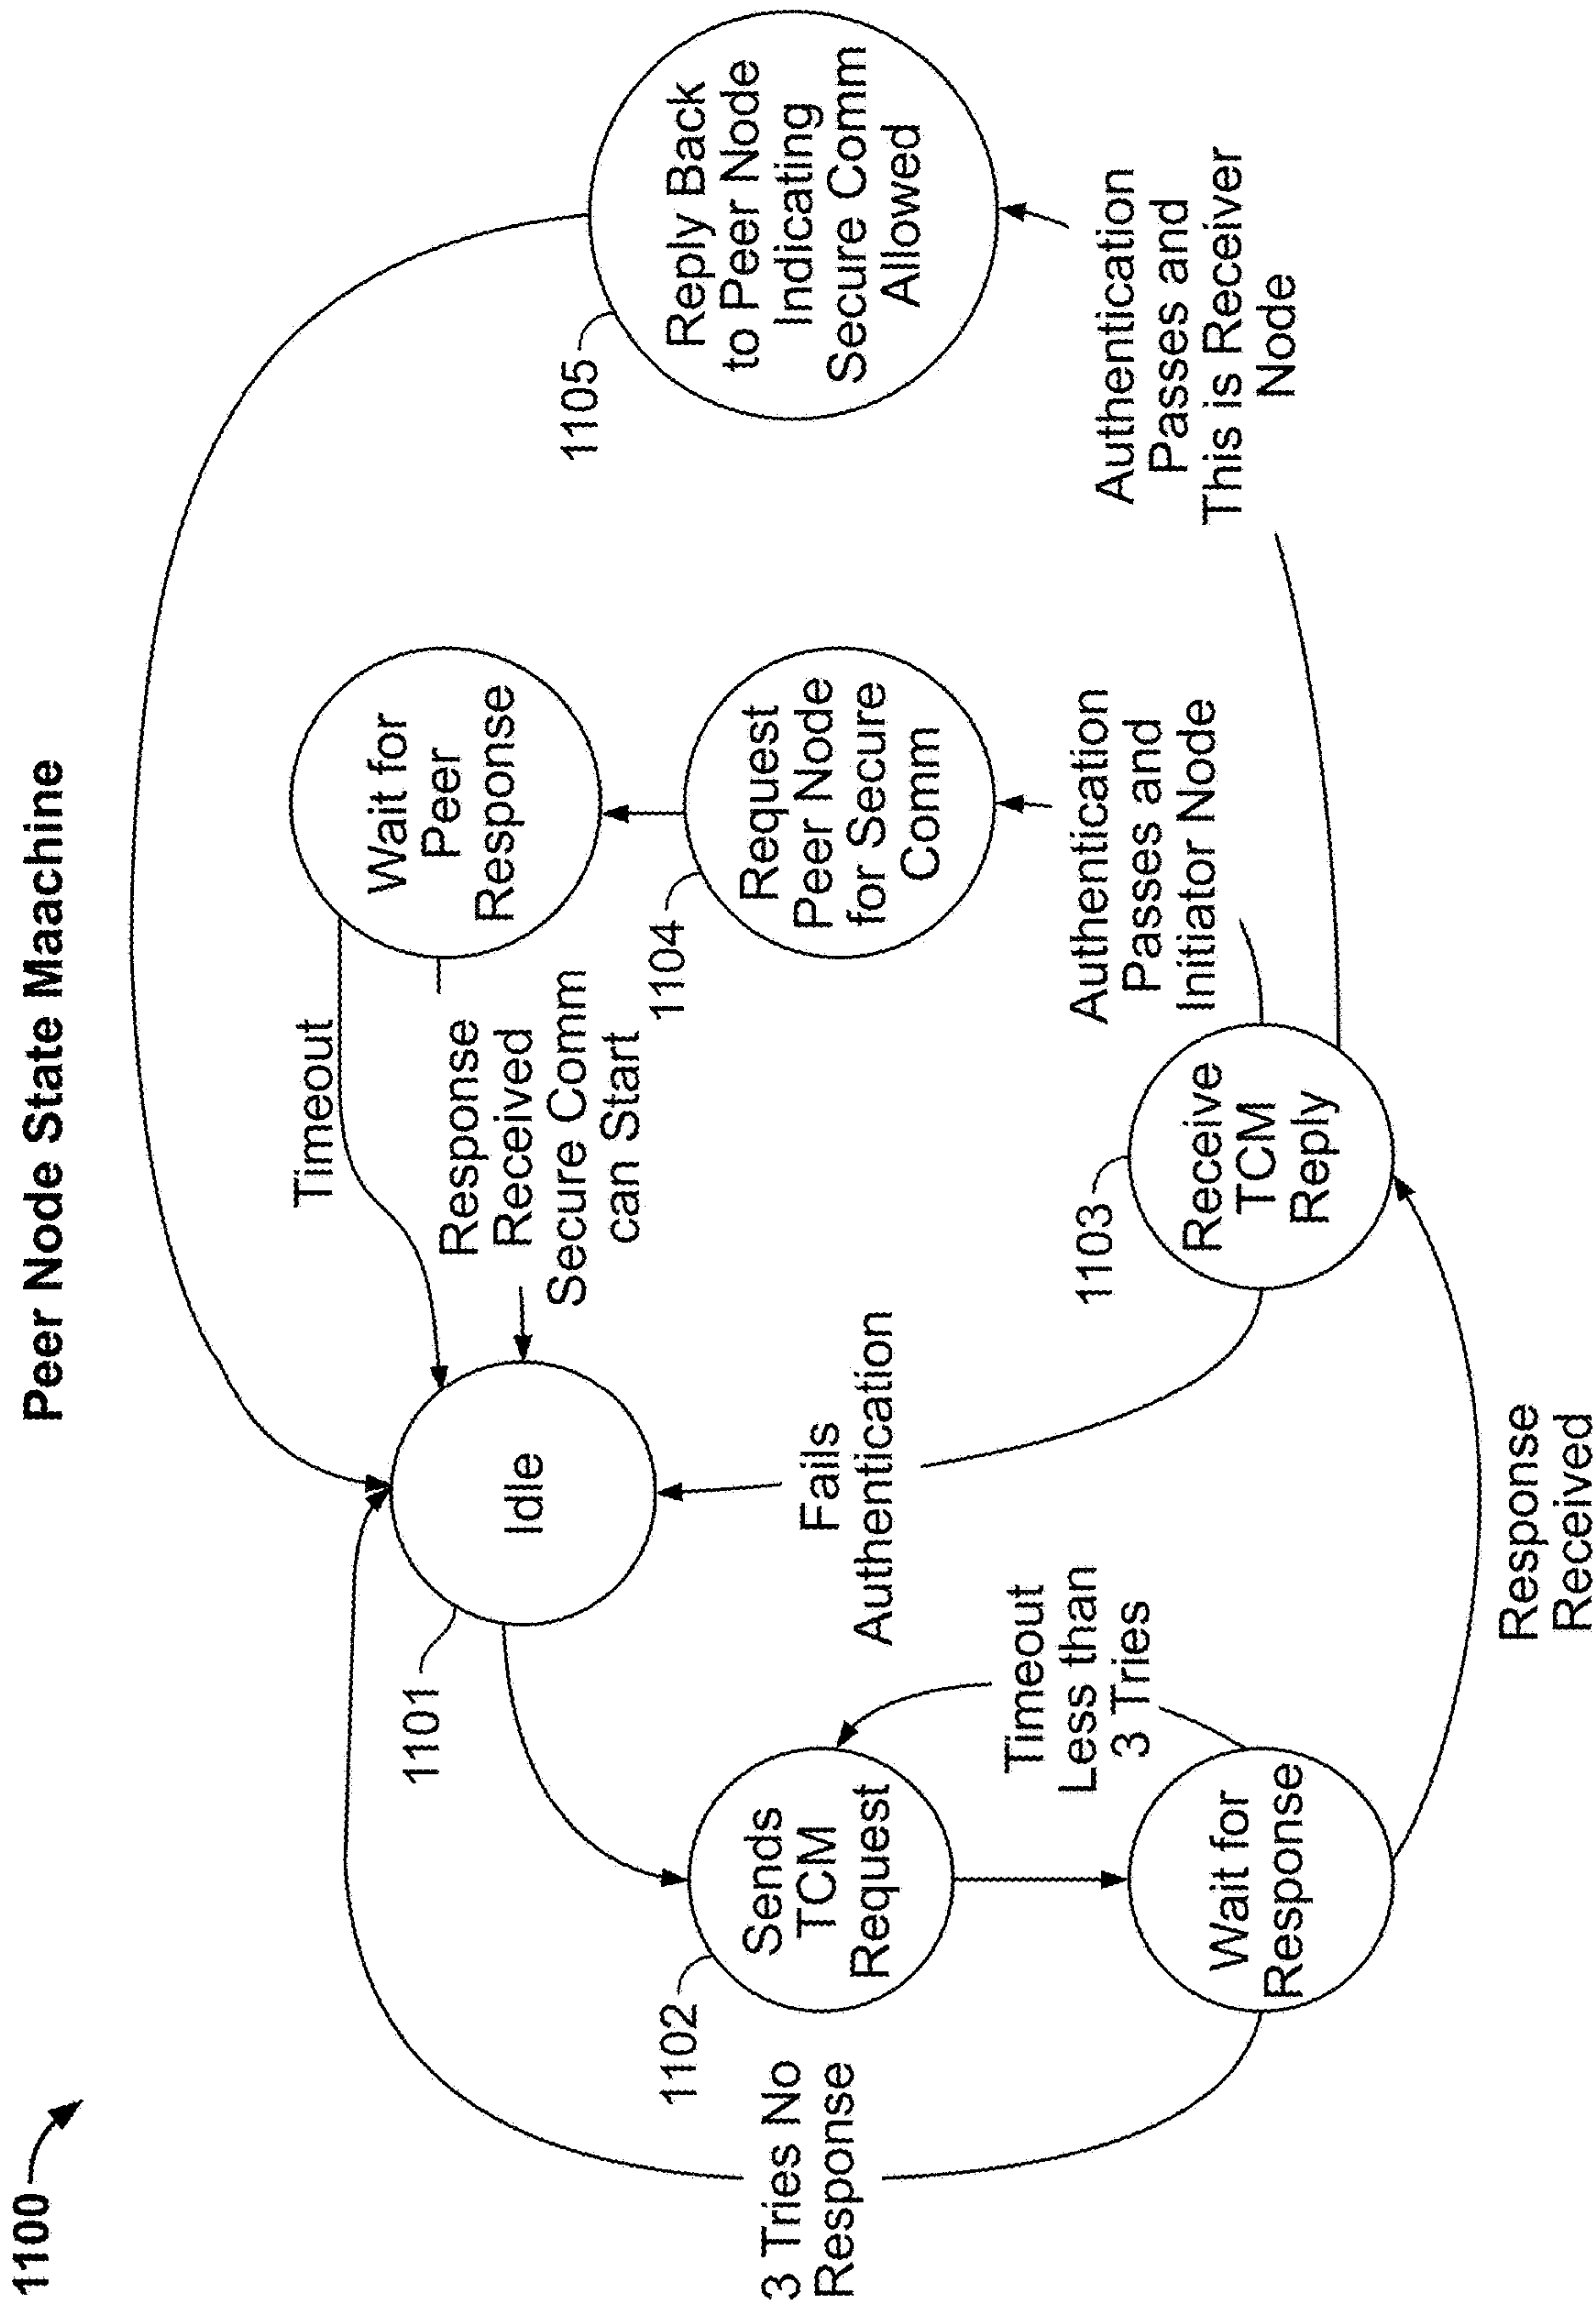 1100
Peer Node State Maachine
3 Tries No
Response
1102
Sends
TCM
Request
Wait for
Response
Timeout
Less than
3 Tries
Response
Received
1101
Idle
Fails
Authentication
1103
Receive
TCM
Reply
Timeout
Response
Received
Secure Comm
can Start
Wait for
Peer
Response
1104
Request
Peer Node
for Secure
Comm
Authentication
Passes and
Initiator Node
1105
Reply Back
to Peer Node
Indicating
Secure Comm
Allowed
Authentication
Passes and
This is Receiver
Node